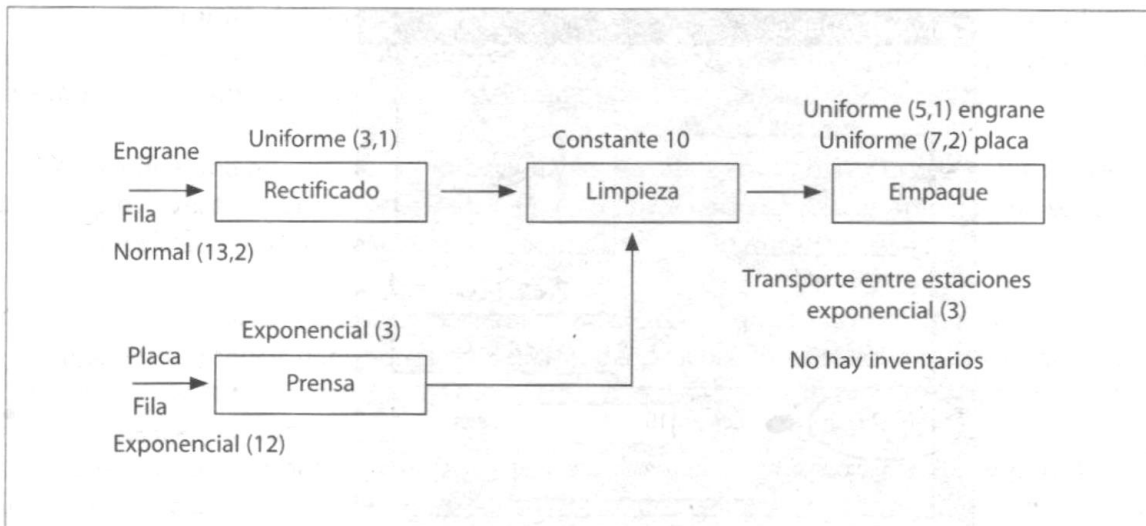 Uniforme (5,1) engrane
Uniforme (7,2) placa
Uniforme (3,1)
Constante 10
Engrane
Rectificado
Limpieza
Empaque
Fila
Normal (13,2)
Transporte entre estaciones
exponencial (3)
No hay inventarios
Exponencial (3)
Placa
Prensa
Fila
Exponencial (12)